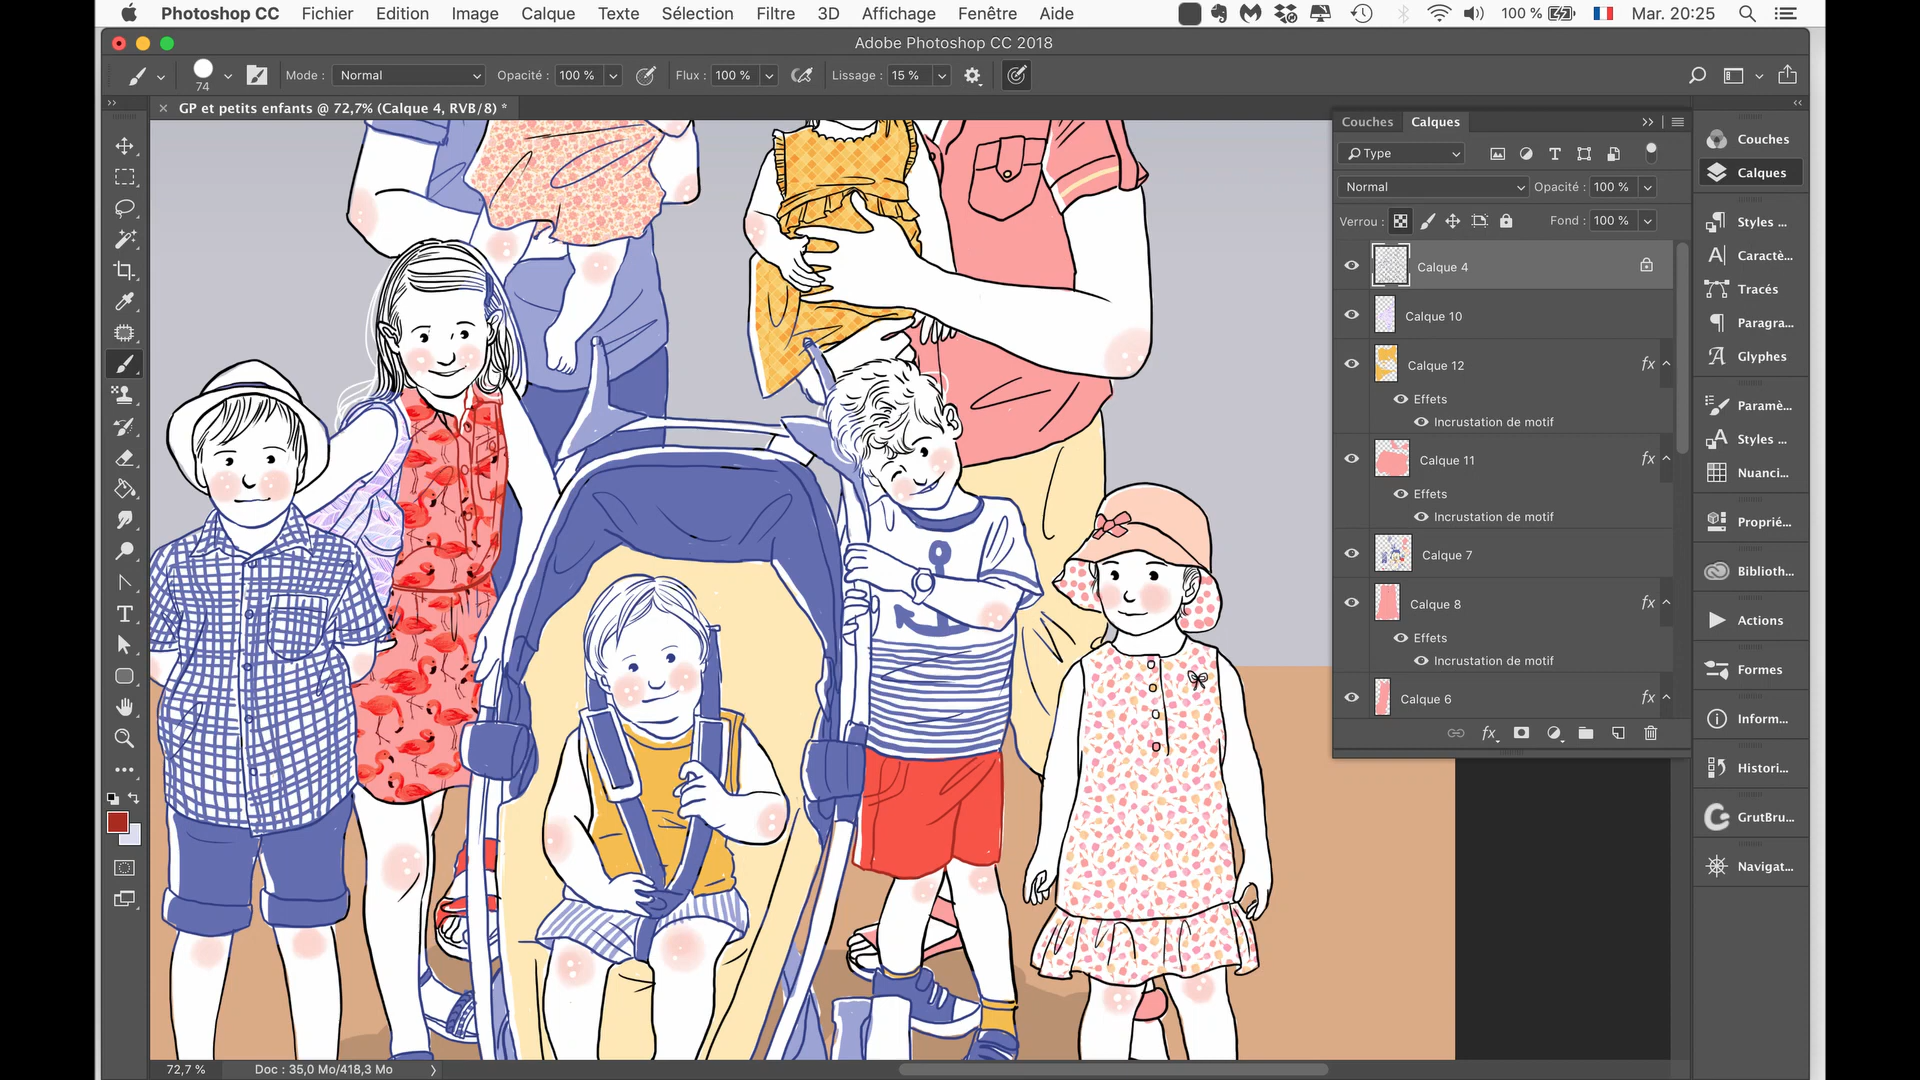 Photoshop CC Fichier Edition Image Calque Texte Sélection Filtre 3D Affichage Fenêtre Aide 100 % Mar. 20:25
Adobe Photoshop CC 2018
74 Mode : Normal Opacité : 100 % Flux : 100 % Lissage : 15 %
GP et petits enfants @ 72,7% (Calque 4, RVB/8) *
Couches Calques
Type
Normal Opacité : 100 %
Verrou : Fond : 100 %
Calque 4
Calque 10
Calque 12 fx
Effets
Incrustation de motif
Calque 11 fx
Effets
Incrustation de motif
Calque 7
Calque 8 fx
Effets
Incrustation de motif
Calque 6 fx
fx
Couches
Calques
Styles ...
Caractè...
Tracés
Paragra...
Glyphes
Paramè...
Styles ...
Nuanci...
Proprié...
Biblioth...
Actions
Formes
Inform...
Histori...
GrutBru...
Navigat...
72,7 % Doc : 35,0 Mo/418,3 Mo